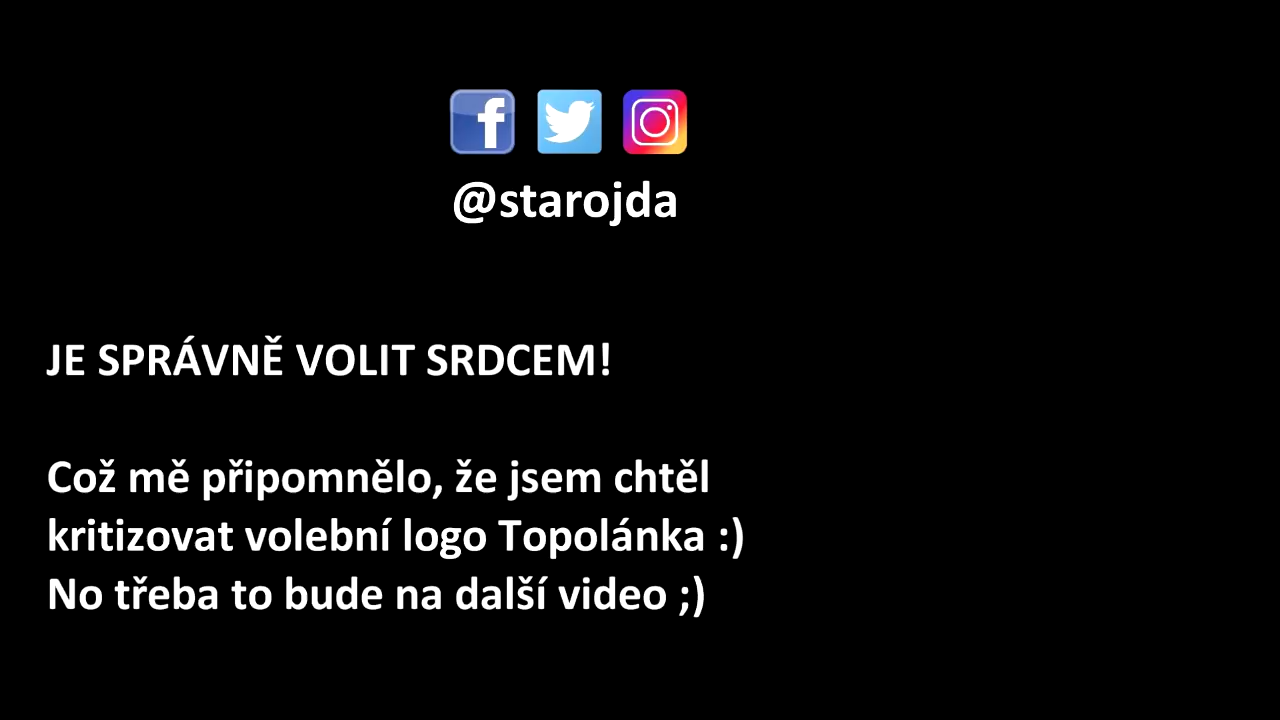 @starojda
JE SPRÁVNĚ VOLIT SRDCEM!
Což mě připomnělo, že jsem chtěl
kritizovat volební logo Topolánka :)
No třeba to bude na další video ;)